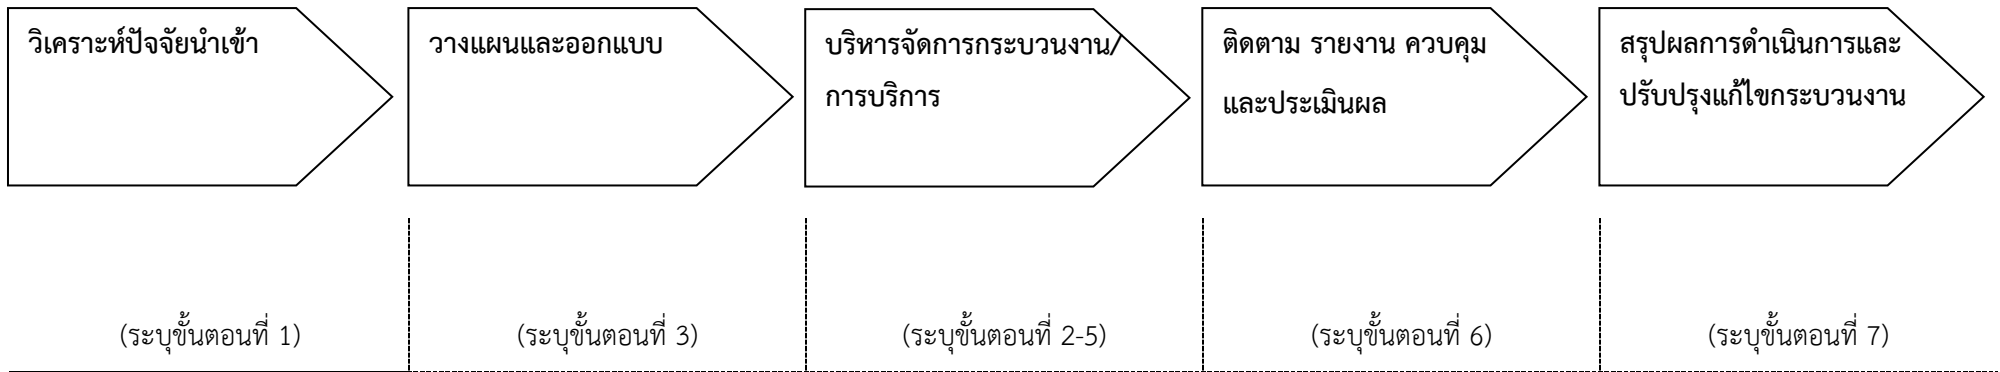 วิเคราะห์ปัจจัยนำเข้า
วางแผนและออกแบบ
บริหารจัดการกระบวนงาน/
การบริการ
ติดตาม รายงาน ควบคุม
และประเมินผล
สรุปผลการดำเนินการและ
ปรับปรุงแก้ไขกระบวนงาน
(ระบุขั้นตอนที่ 1)
(ระบุขั้นตอนที่ 3)
(ระบุขั้นตอนที่ 2-5)
(ระบุขั้นตอนที่ 6)
(ระบุขั้นตอนที่ 7)